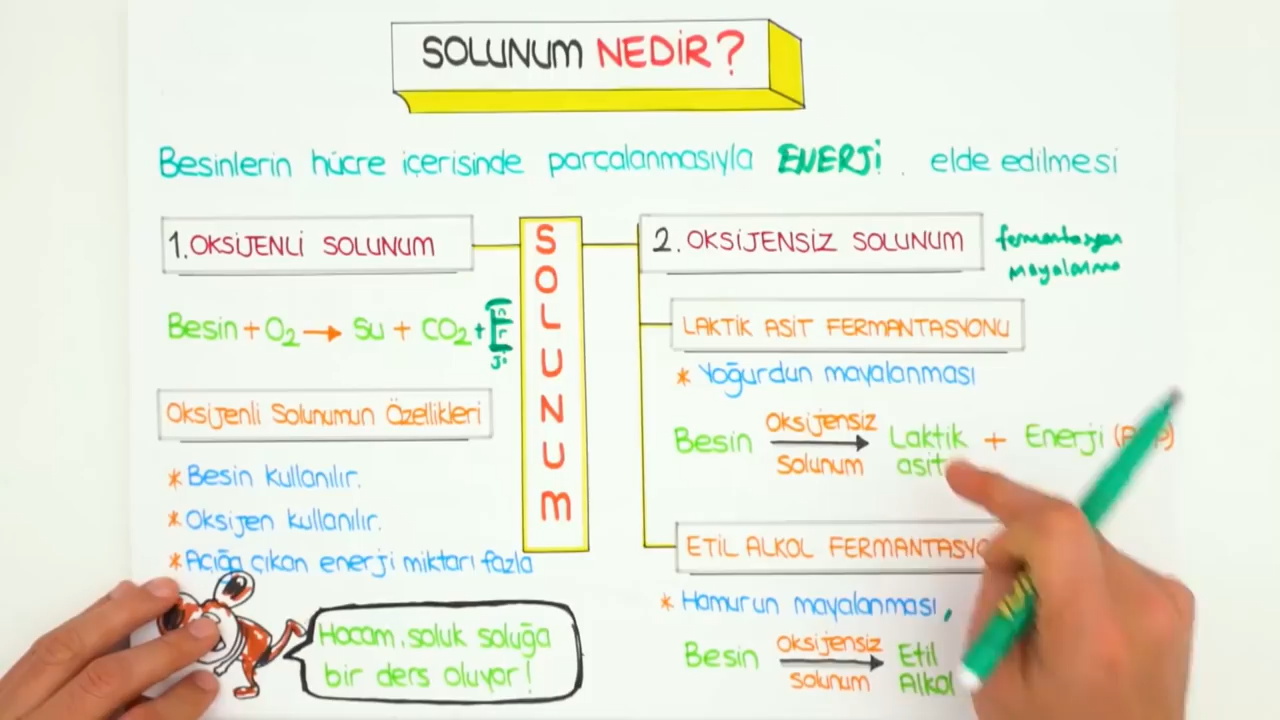 SOLUNUM NEDİR?
Besinlerin hücre içerisinde parçalanmasıyla ENERJİ elde edilmesi
1. OKSİJENLİ SOLUNUM
Besin + O₂ → Su + CO₂ +
Oksijenli Solunumun Özellikleri
* Besin kullanılır.
* Oksijen kullanılır.
* Açığa çıkan enerji miktarı fazla
Hocam, soluk soluğa
bir ders oluyor!
SOLUNUM
2. OKSİJENSİZ SOLUNUM
fermantasyon
mayalanma
LAKTİK ASİT FERMANTASYONU
* Yoğurdun mayalanması
Besin Oksijensiz Solunum → Laktik asit + Enerji
ETİL ALKOL
* Hamurun mayalanması,
Besin Oksijensiz Solunum → Etil Alkol